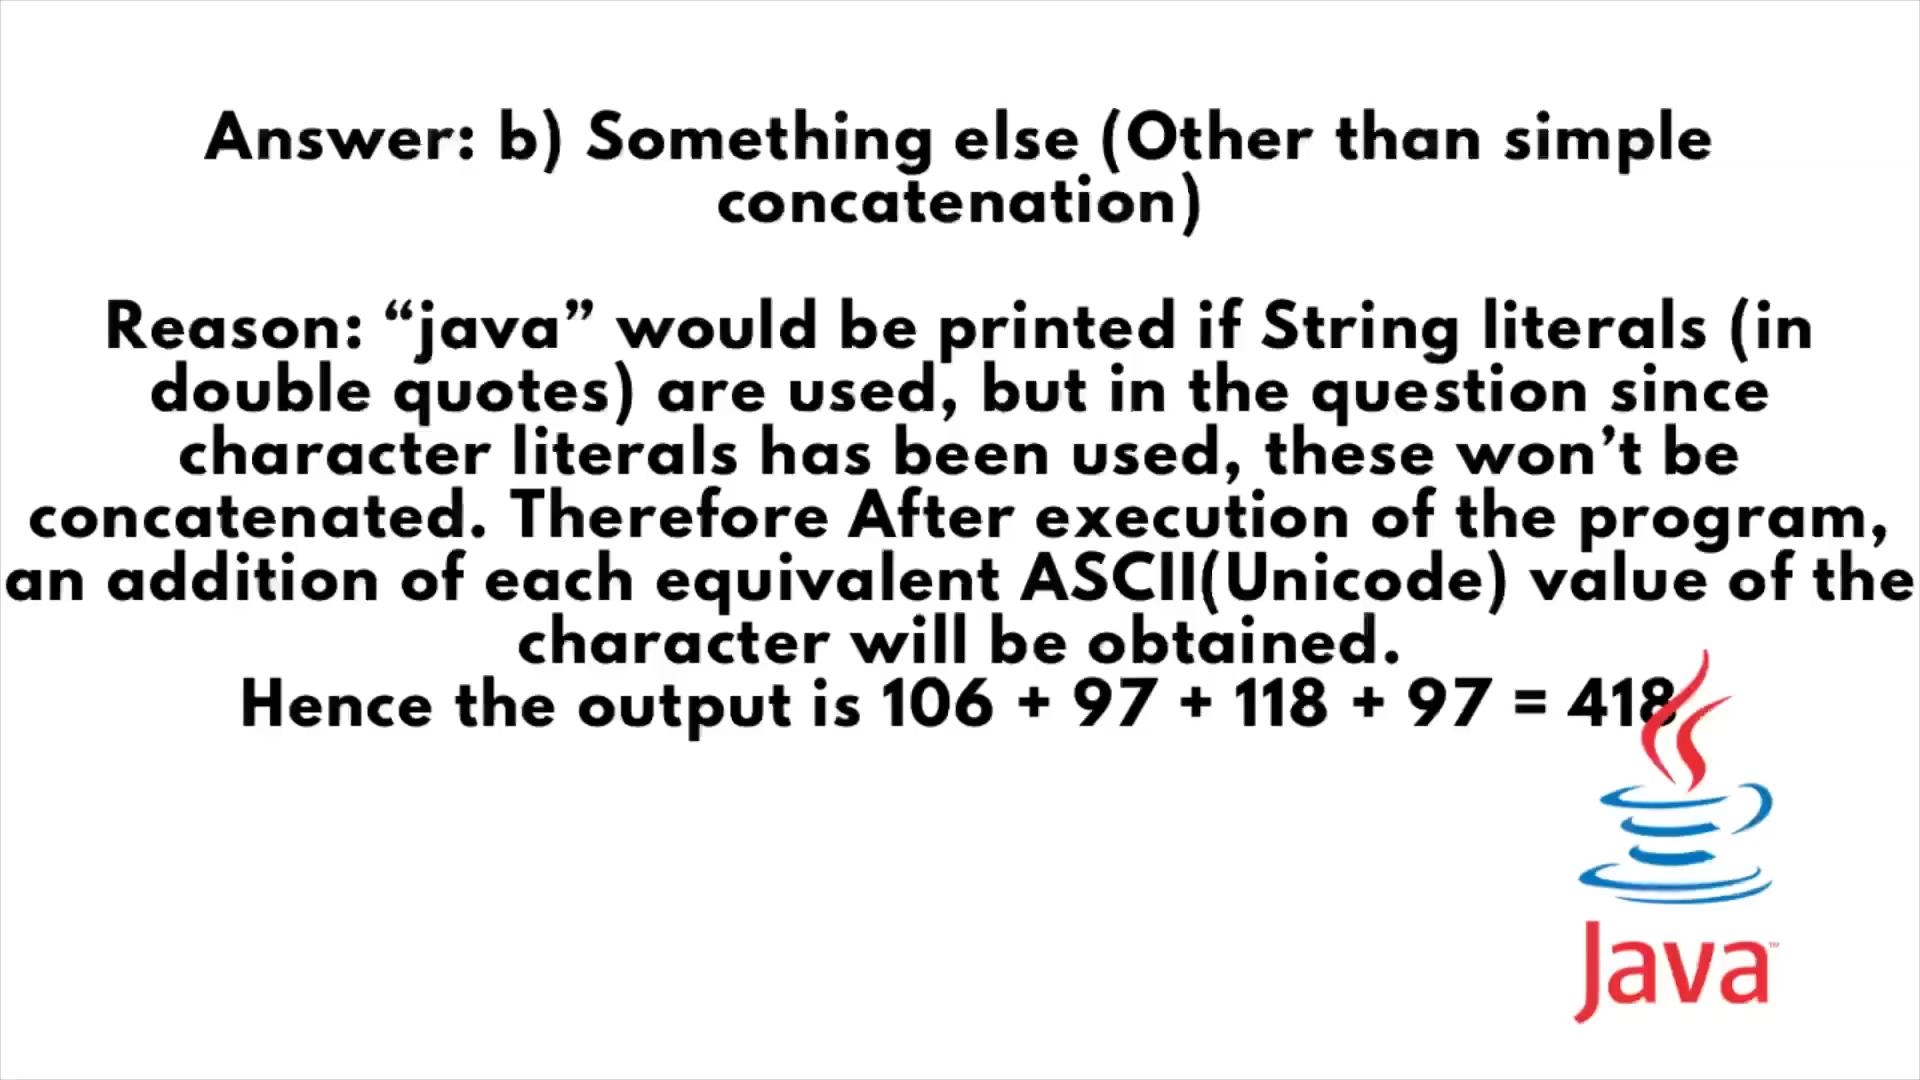 Answer: b) Something else (Other than simple
concatenation)
Reason: “java” would be printed if String literals (in
double quotes) are used, but in the question since
character literals has been used, these won’t be
concatenated. Therefore After execution of the program,
an addition of each equivalent ASCII(Unicode) value of the
character will be obtained.
Hence the output is 106 + 97 + 118 + 97 = 418
Java™